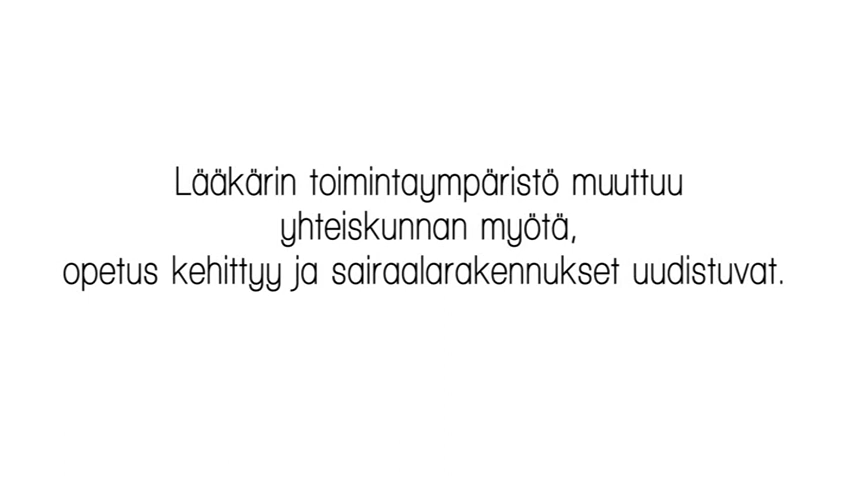 Lääkärin toimintaympäristö muuttuu
yhteiskunnan myötä,
opetus kehittyy ja sairaalarakennukset uudistuvat.